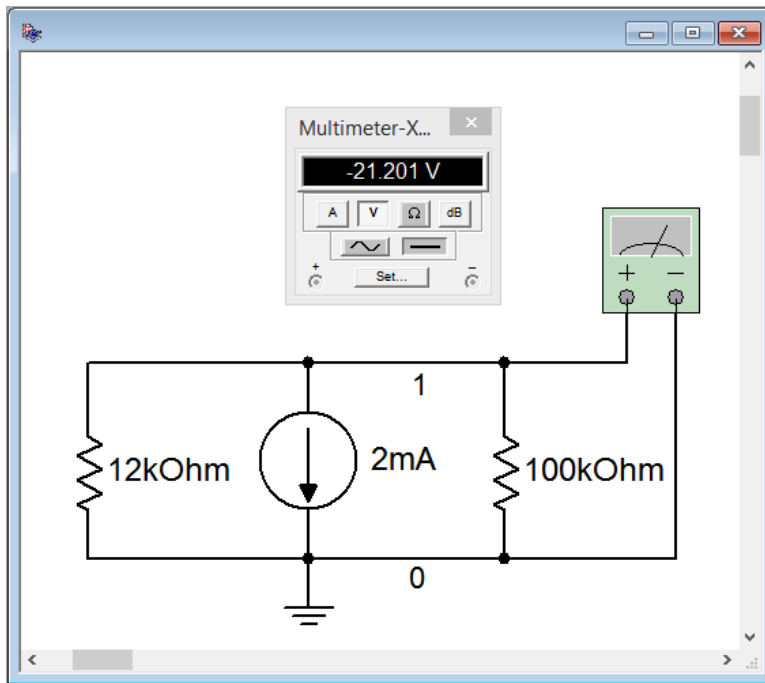 Multimeter-X...
-21.201 V
A V Ω dB
+ Set... −
+ −
1
12kOhm 2mA 100kOhm
0